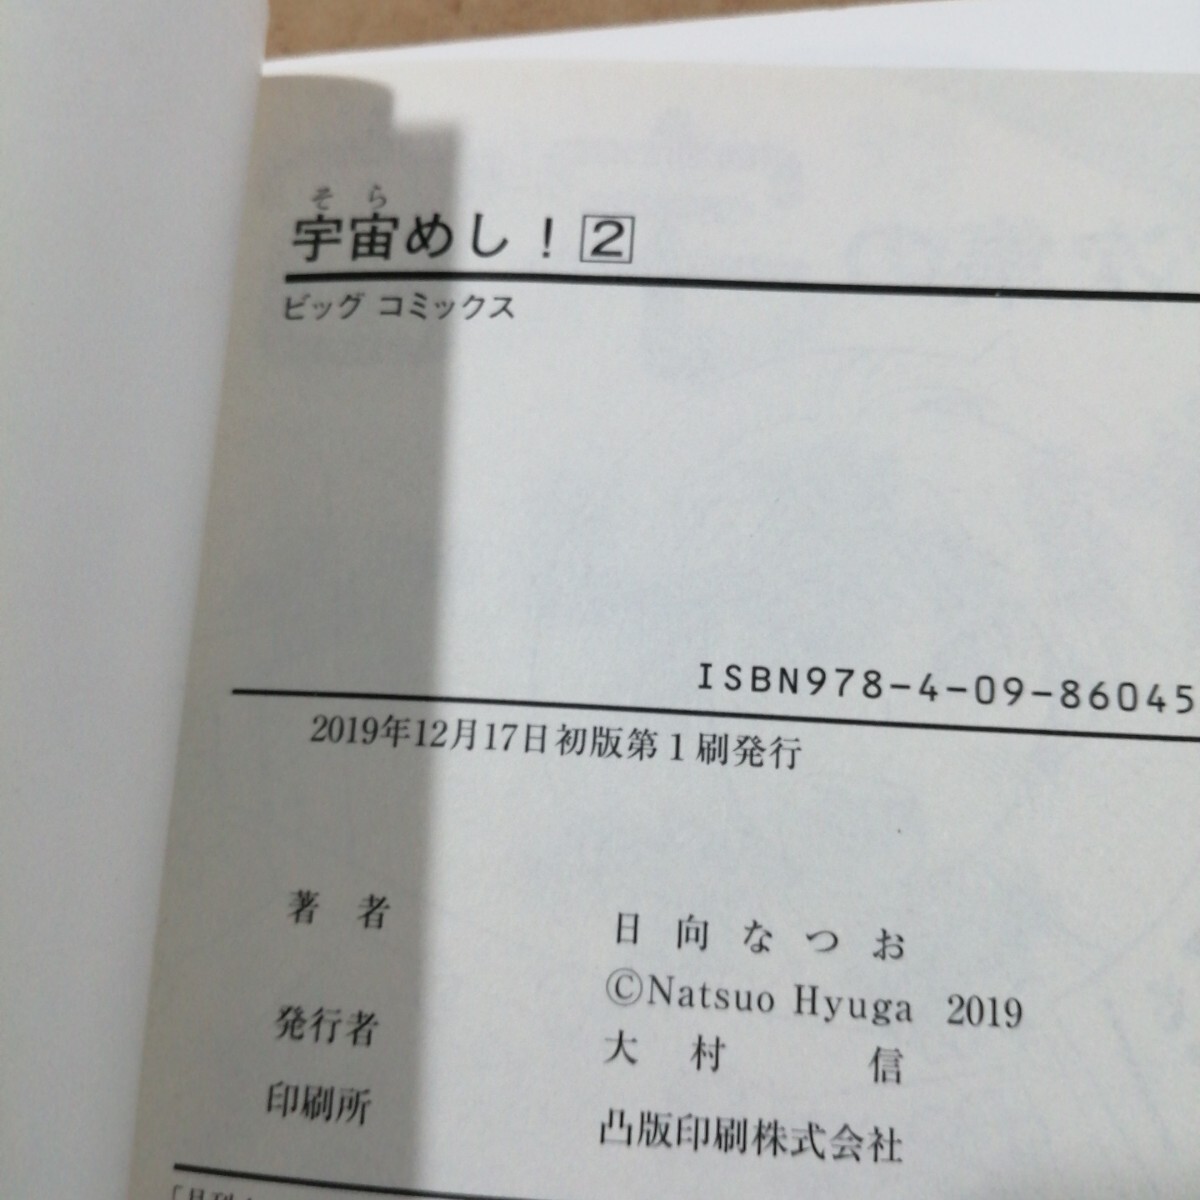 そら
宇宙めし！2
ビッグ コミックス
ISBN978-4-09-86045
2019年12月17日初版第1刷発行
著者 日向なつお
©Natsuo Hyuga 2019
発行者 大村 信
印刷所 凸版印刷株式会社